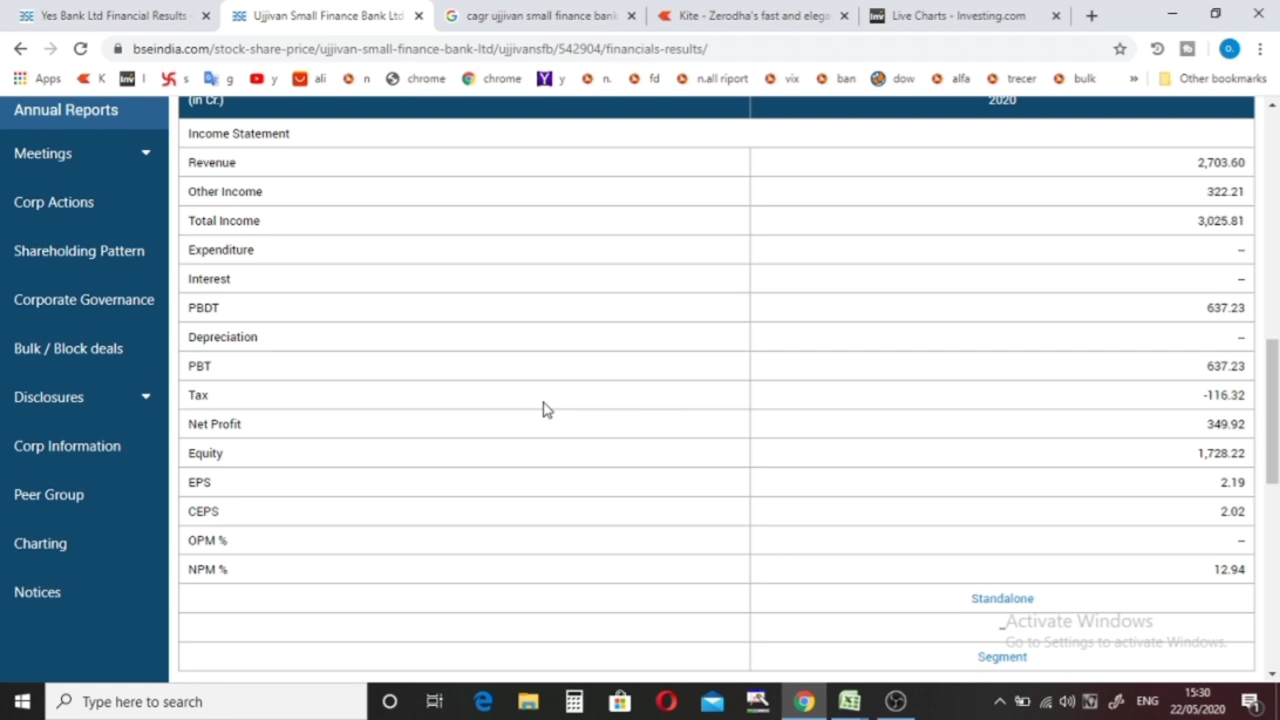 Yes Bank Ltd Financial Results
Ujjivan Small Finance Bank Ltd
cagr ujjivan small finance bank
Kite - Zerodha's fast and elega
Live Charts - Investing.com
bseindia.com/stock-share-price/ujjivan-small-finance-bank-ltd/ujjivansfb/542904/financials-results/
Apps K Inv l s g y ali n chrome chrome Y y n. fd n.all riport vix ban dow alfa trecer bulk » Other bookmarks
Annual Reports
Meetings
Corp Actions
Shareholding Pattern
Corporate Governance
Bulk / Block deals
Disclosures
Corp Information
Peer Group
Charting
Notices
(in Cr.) 2020
Income Statement
Revenue 2,703.60
Other Income 322.21
Total Income 3,025.81
Expenditure --
Interest --
PBDT 637.23
Depreciation --
PBT 637.23
Tax -116.32
Net Profit 349.92
Equity 1,728.22
EPS 2.19
CEPS 2.02
OPM % --
NPM % 12.94
Standalone
Segment
Activate Windows
Go to Settings to activate Windows.
Type here to search
ENG
15:30
22/05/2020